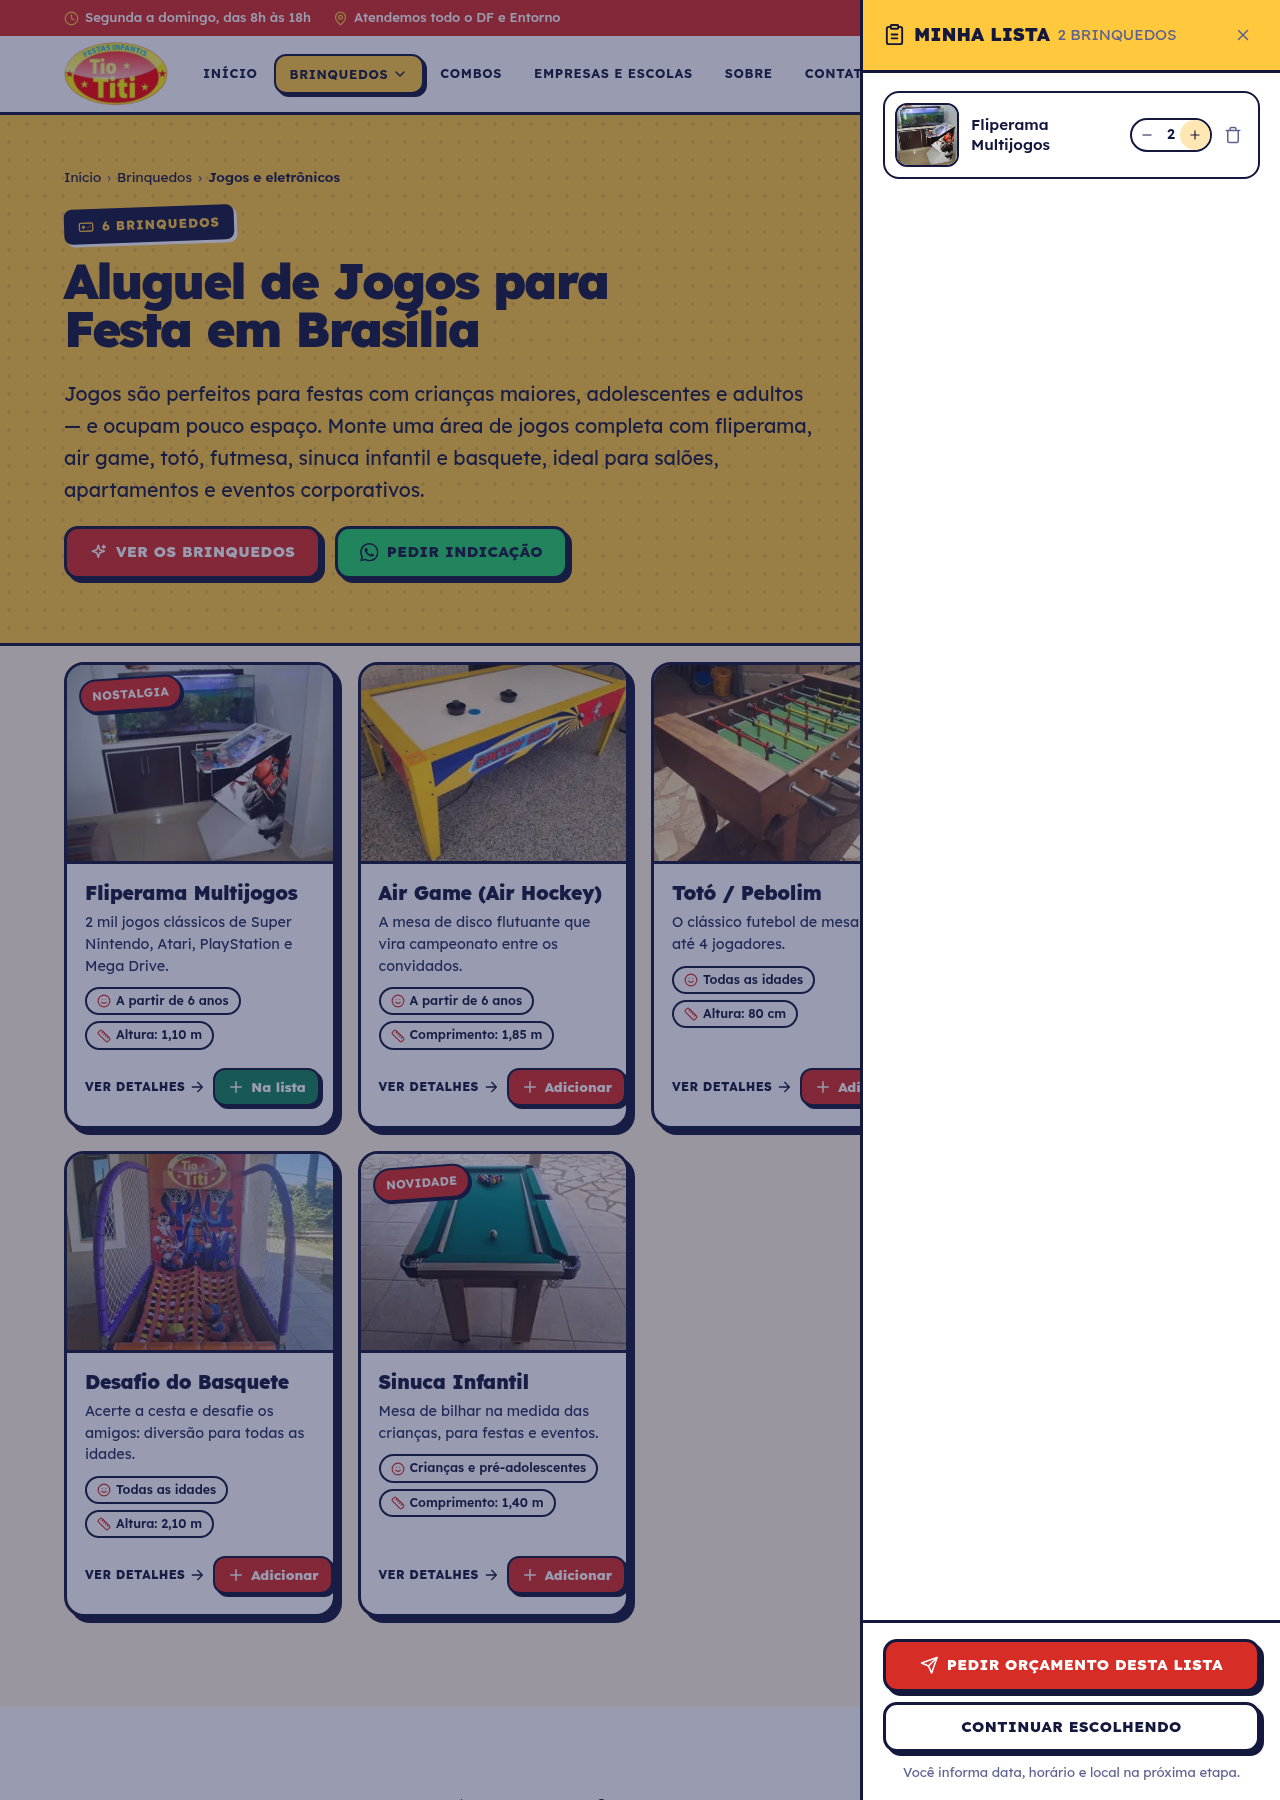 Segunda a domingo, das 8h às 18h
Atendemos todo o DF e Entorno
FESTAS INFANTIS
Tio
Titi
INÍCIO
BRINQUEDOS
COMBOS
EMPRESAS E ESCOLAS
SOBRE
CONTAT
Início › Brinquedos › Jogos e eletrônicos
6 BRINQUEDOS
Aluguel de Jogos para
Festa em Brasília
Jogos são perfeitos para festas com crianças maiores, adolescentes e adultos
— e ocupam pouco espaço. Monte uma área de jogos completa com fliperama,
air game, totó, futmesa, sinuca infantil e basquete, ideal para salões,
apartamentos e eventos corporativos.
VER OS BRINQUEDOS
PEDIR INDICAÇÃO
NOSTALGIA
Fliperama Multijogos
2 mil jogos clássicos de Super
Nintendo, Atari, PlayStation e
Mega Drive.
A partir de 6 anos
Altura: 1,10 m
VER DETALHES
Na lista
Air Game (Air Hockey)
A mesa de disco flutuante que
vira campeonato entre os
convidados.
A partir de 6 anos
Comprimento: 1,85 m
VER DETALHES
Adicionar
Totó / Pebolim
O clássico futebol de mesa
até 4 jogadores.
Todas as idades
Altura: 80 cm
VER DETALHES
Adi
Tio
Titi
SPACE
JAM
Desafio do Basquete
Acerte a cesta e desafie os
amigos: diversão para todas as
idades.
Todas as idades
Altura: 2,10 m
VER DETALHES
Adicionar
NOVIDADE
Sinuca Infantil
Mesa de bilhar na medida das
crianças, para festas e eventos.
Crianças e pré-adolescentes
Comprimento: 1,40 m
VER DETALHES
Adicionar
MINHA LISTA 2 BRINQUEDOS
Fliperama
Multijogos
2
PEDIR ORÇAMENTO DESTA LISTA
CONTINUAR ESCOLHENDO
Você informa data, horário e local na próxima etapa.